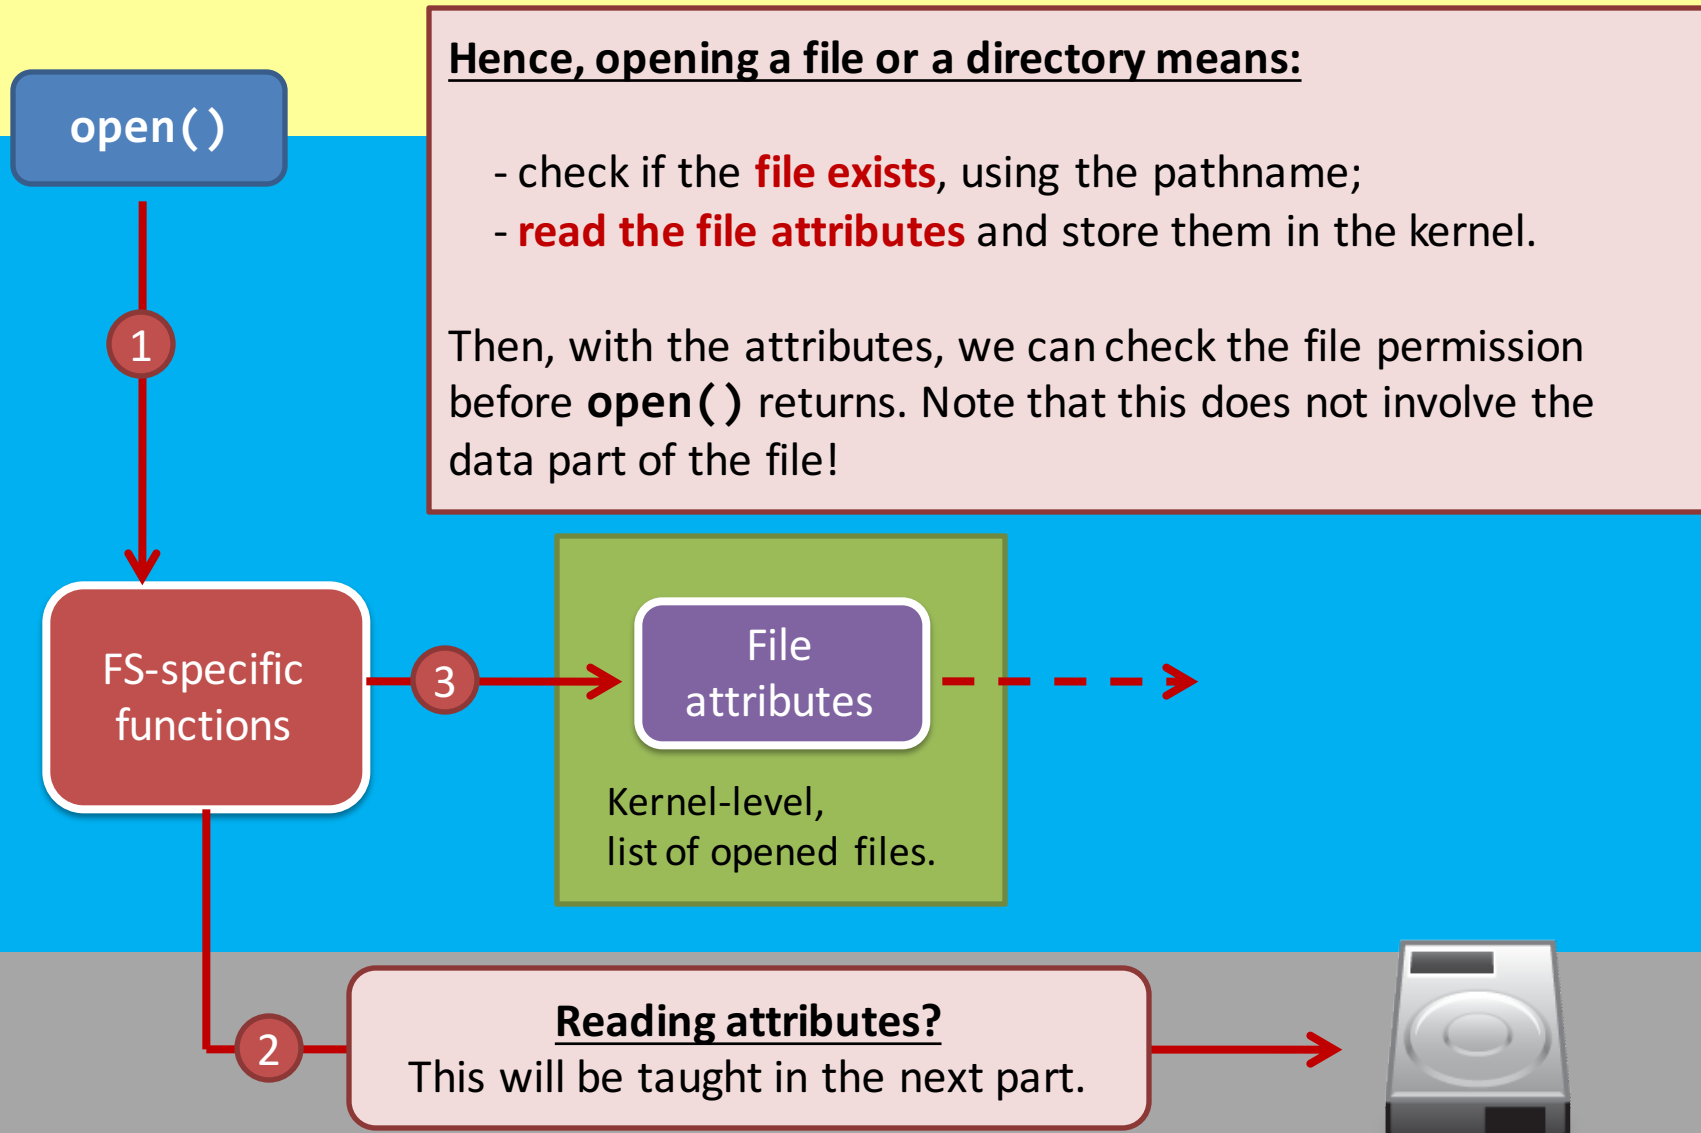 Hence, opening a file or a directory means:
open()
- check if the file exists, using the pathname;
- read the file attributes and store them in the kernel.
Then, with the attributes, we can check the file permission
before open() returns. Note that this does not involve the
data part of the file!
1
FS-specific
functions
3
File
attributes
Kernel-level,
list of opened files.
2
Reading attributes?
This will be taught in the next part.